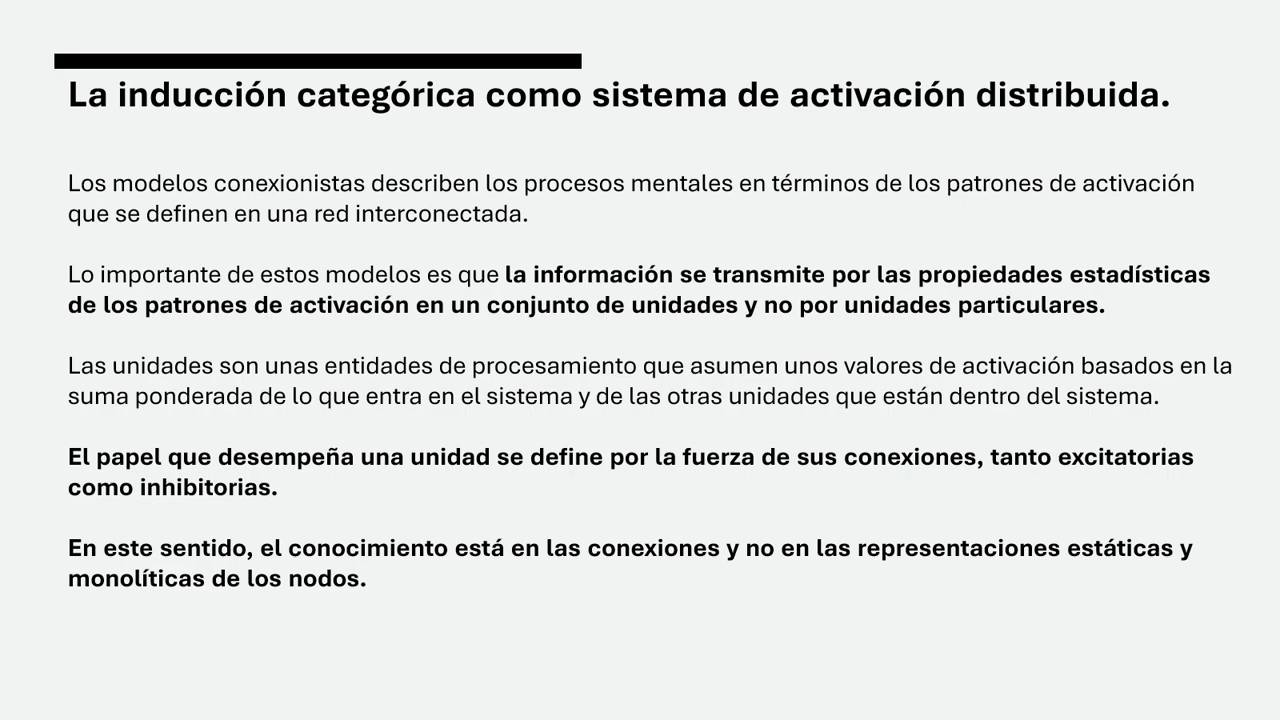 La inducción categórica como sistema de activación distribuida.
Los modelos conexionistas describen los procesos mentales en términos de los patrones de activación
que se definen en una red interconectada.
Lo importante de estos modelos es que la información se transmite por las propiedades estadísticas
de los patrones de activación en un conjunto de unidades y no por unidades particulares.
Las unidades son unas entidades de procesamiento que asumen unos valores de activación basados en la
suma ponderada de lo que entra en el sistema y de las otras unidades que están dentro del sistema.
El papel que desempeña una unidad se define por la fuerza de sus conexiones, tanto excitatorias
como inhibitorias.
En este sentido, el conocimiento está en las conexiones y no en las representaciones estáticas y
monolíticas de los nodos.